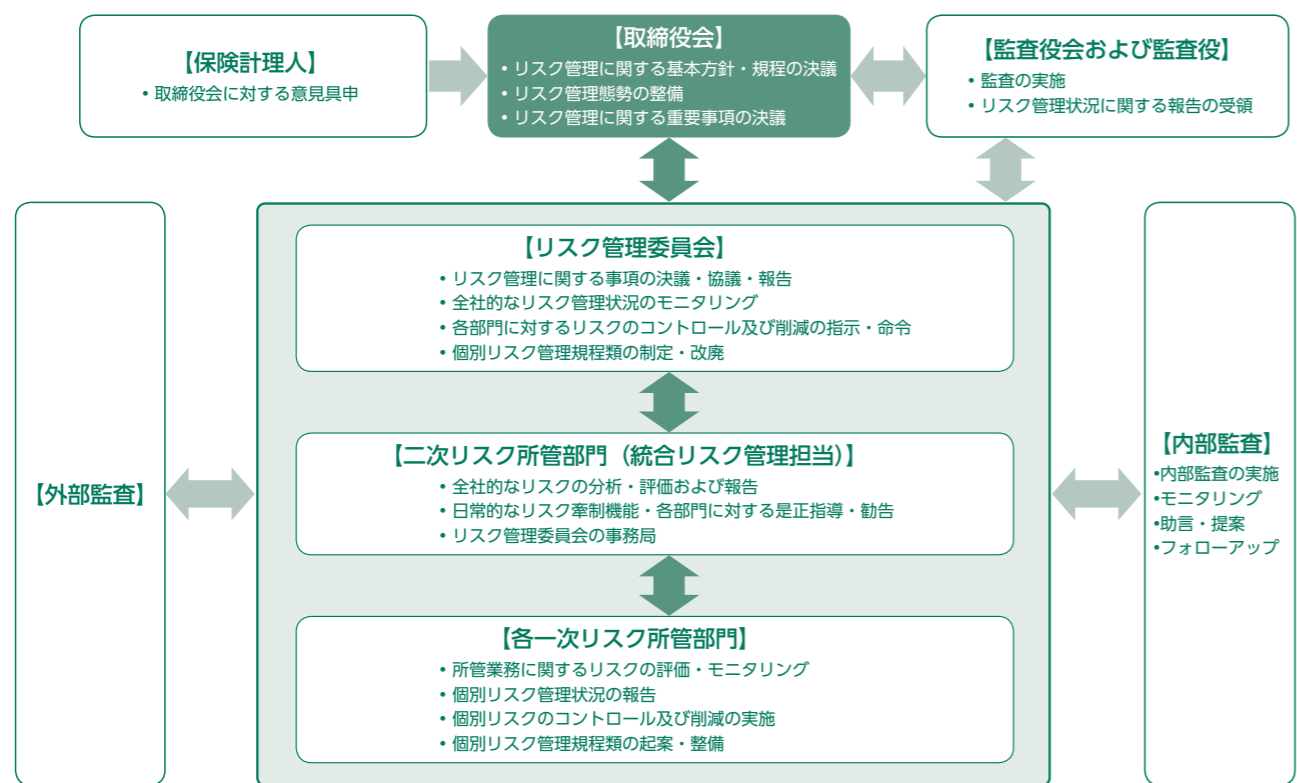 【保険計理人】
• 取締役会に対する意見具申
【取締役会】
• リスク管理に関する基本方針・規程の決議
• リスク管理態勢の整備
• リスク管理に関する重要事項の決議
【監査役会および監査役】
• 監査の実施
• リスク管理状況に関する報告の受領
【外部監査】
【リスク管理委員会】
• リスク管理に関する事項の決議・協議・報告
• 全社的なリスク管理状況のモニタリング
• 各部門に対するリスクのコントロール及び削減の指示・命令
• 個別リスク管理規程類の制定・改廃
【二次リスク所管部門（統合リスク管理担当）】
• 全社的なリスクの分析・評価および報告
• 日常的なリスク牽制機能・各部門に対する是正指導・勧告
• リスク管理委員会の事務局
【各一次リスク所管部門】
• 所管業務に関するリスクの評価・モニタリング
• 個別リスク管理状況の報告
• 個別リスクのコントロール及び削減の実施
• 個別リスク管理規程類の起案・整備
【内部監査】
•内部監査の実施
•モニタリング
•助言・提案
•フォローアップ